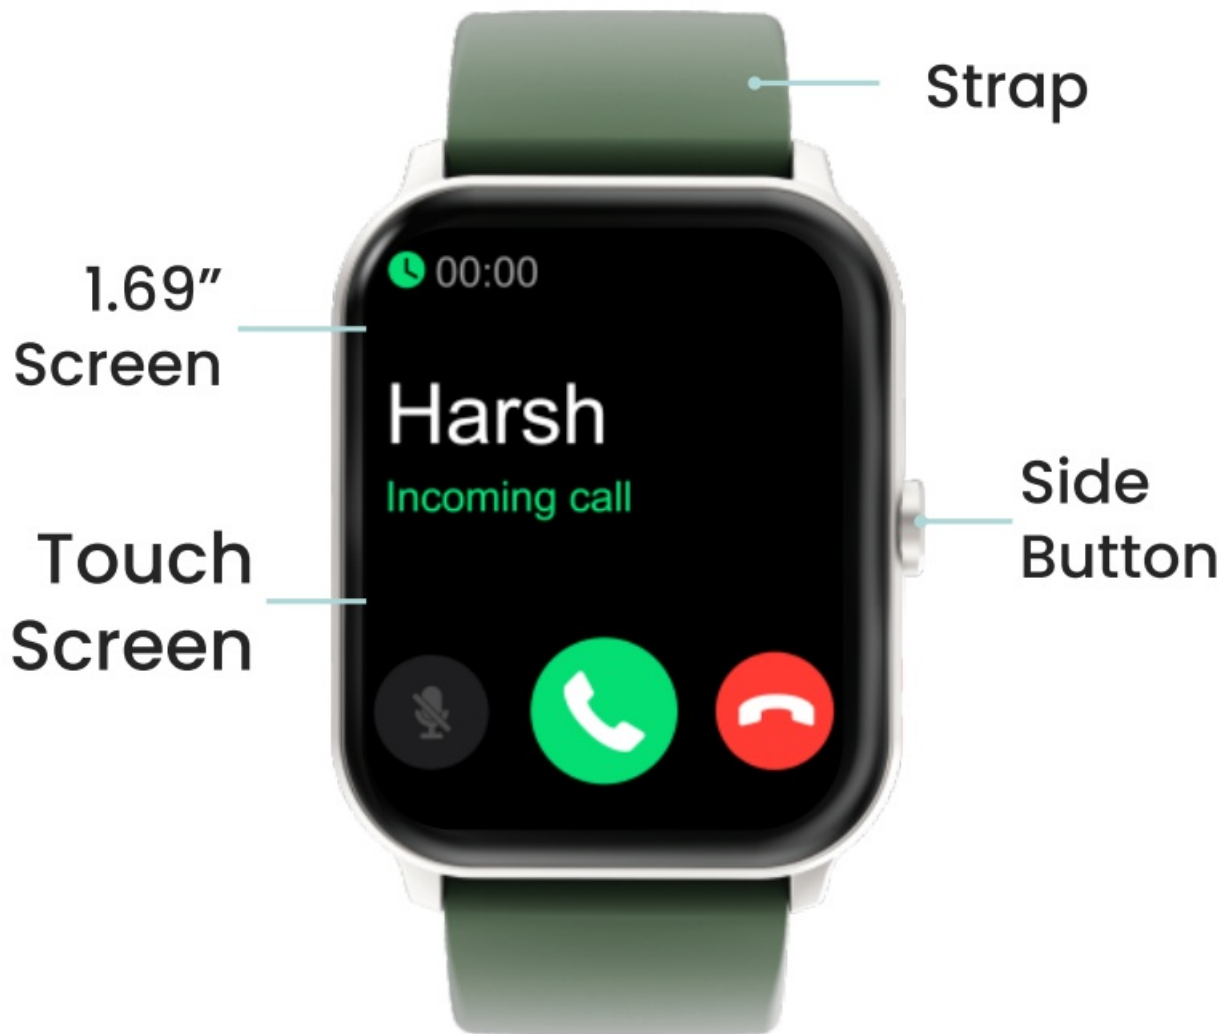 Strap
1.69”
Screen
00:00
Harsh
Incoming call
Side
Button
Touch
Screen